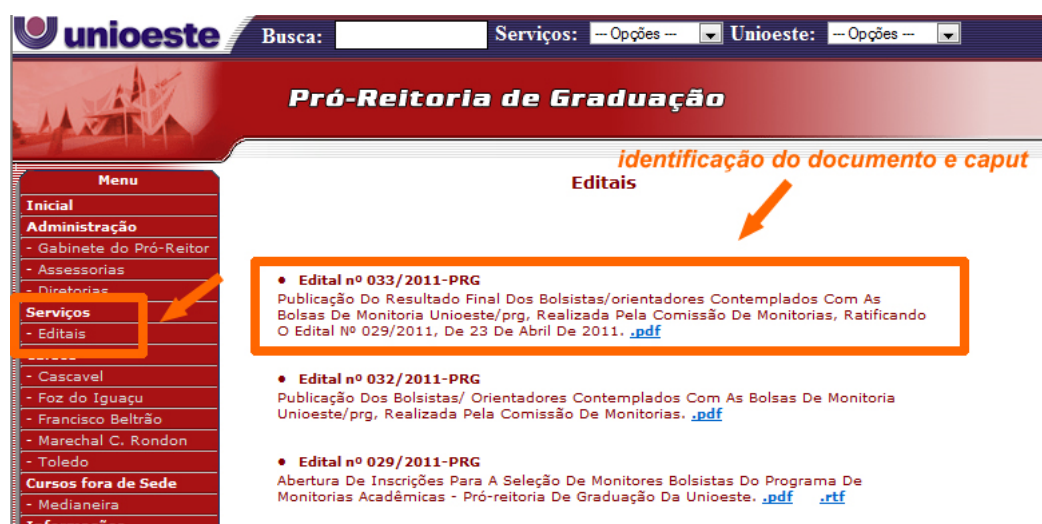 unioeste
Busca:
Serviços: -- Opções --
Unioeste: -- Opções --
Pró-Reitoria de Graduação
identificação do documento e caput
Menu
Inicial
Administração
- Gabinete do Pró-Reitor
- Assessorias
- Diretorias
Serviços
- Editais
Cursos
- Cascavel
- Foz do Iguaçu
- Francisco Beltrão
- Marechal C. Rondon
- Toledo
Cursos fora de Sede
- Medianeira
Informações
Editais
• Edital nº 033/2011-PRG
Publicação Do Resultado Final Dos Bolsistas/orientadores Contemplados Com As
Bolsas De Monitoria Unioeste/prg, Realizada Pela Comissão De Monitorias, Ratificando
O Edital Nº 029/2011, De 23 De Abril De 2011. .pdf
• Edital nº 032/2011-PRG
Publicação Dos Bolsistas/ Orientadores Contemplados Com As Bolsas De Monitoria
Unioeste/prg, Realizada Pela Comissão De Monitorias. .pdf
• Edital nº 029/2011-PRG
Abertura De Inscrições Para A Seleção De Monitores Bolsistas Do Programa De
Monitorias Acadêmicas - Pró-reitoria De Graduação Da Unioeste. .pdf .rtf